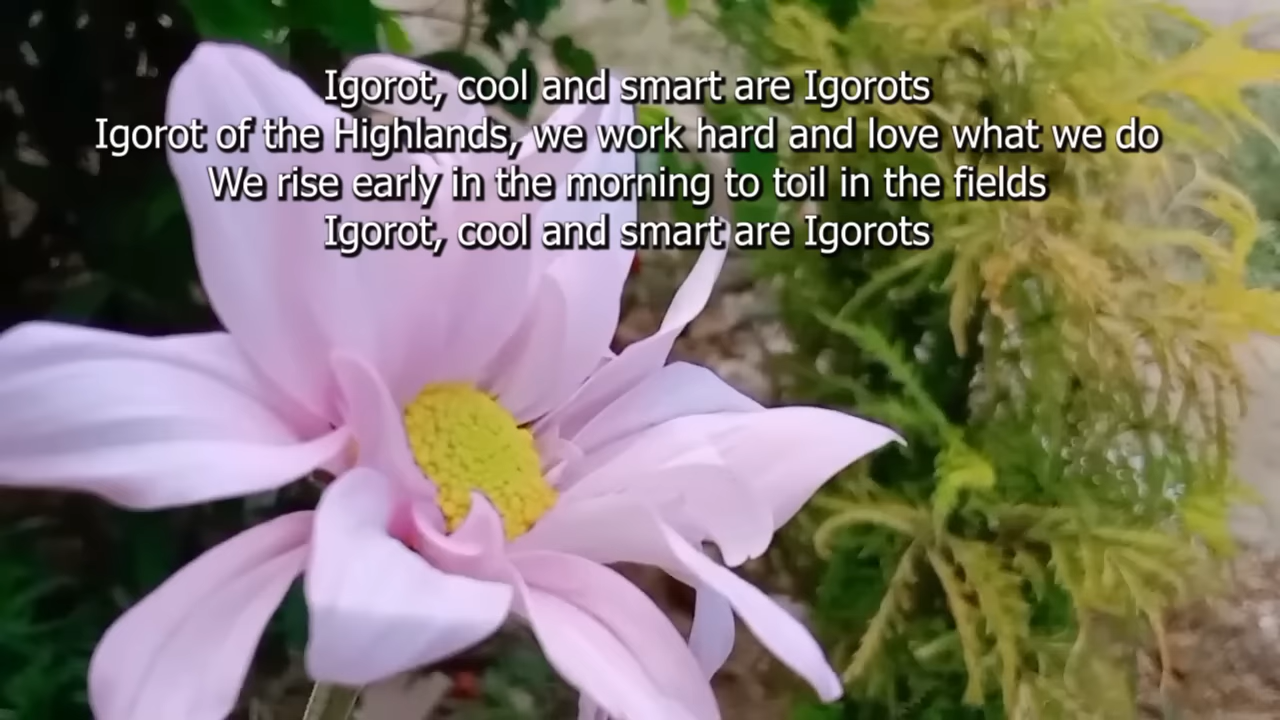 Igorot, cool and smart are Igorots
Igorot of the Highlands, we work hard and love what we do
We rise early in the morning to toil in the fields
Igorot, cool and smart are Igorots